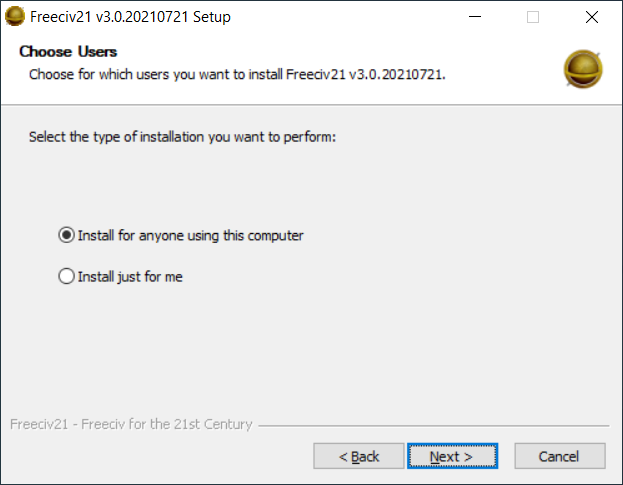 Freeciv21 v3.0.20210721 Setup
Choose Users
Choose for which users you want to install Freeciv21 v3.0.20210721.
Select the type of installation you want to perform:
Install for anyone using this computer
Install just for me
Freeciv21 - Freeciv for the 21st Century
< Back Next > Cancel